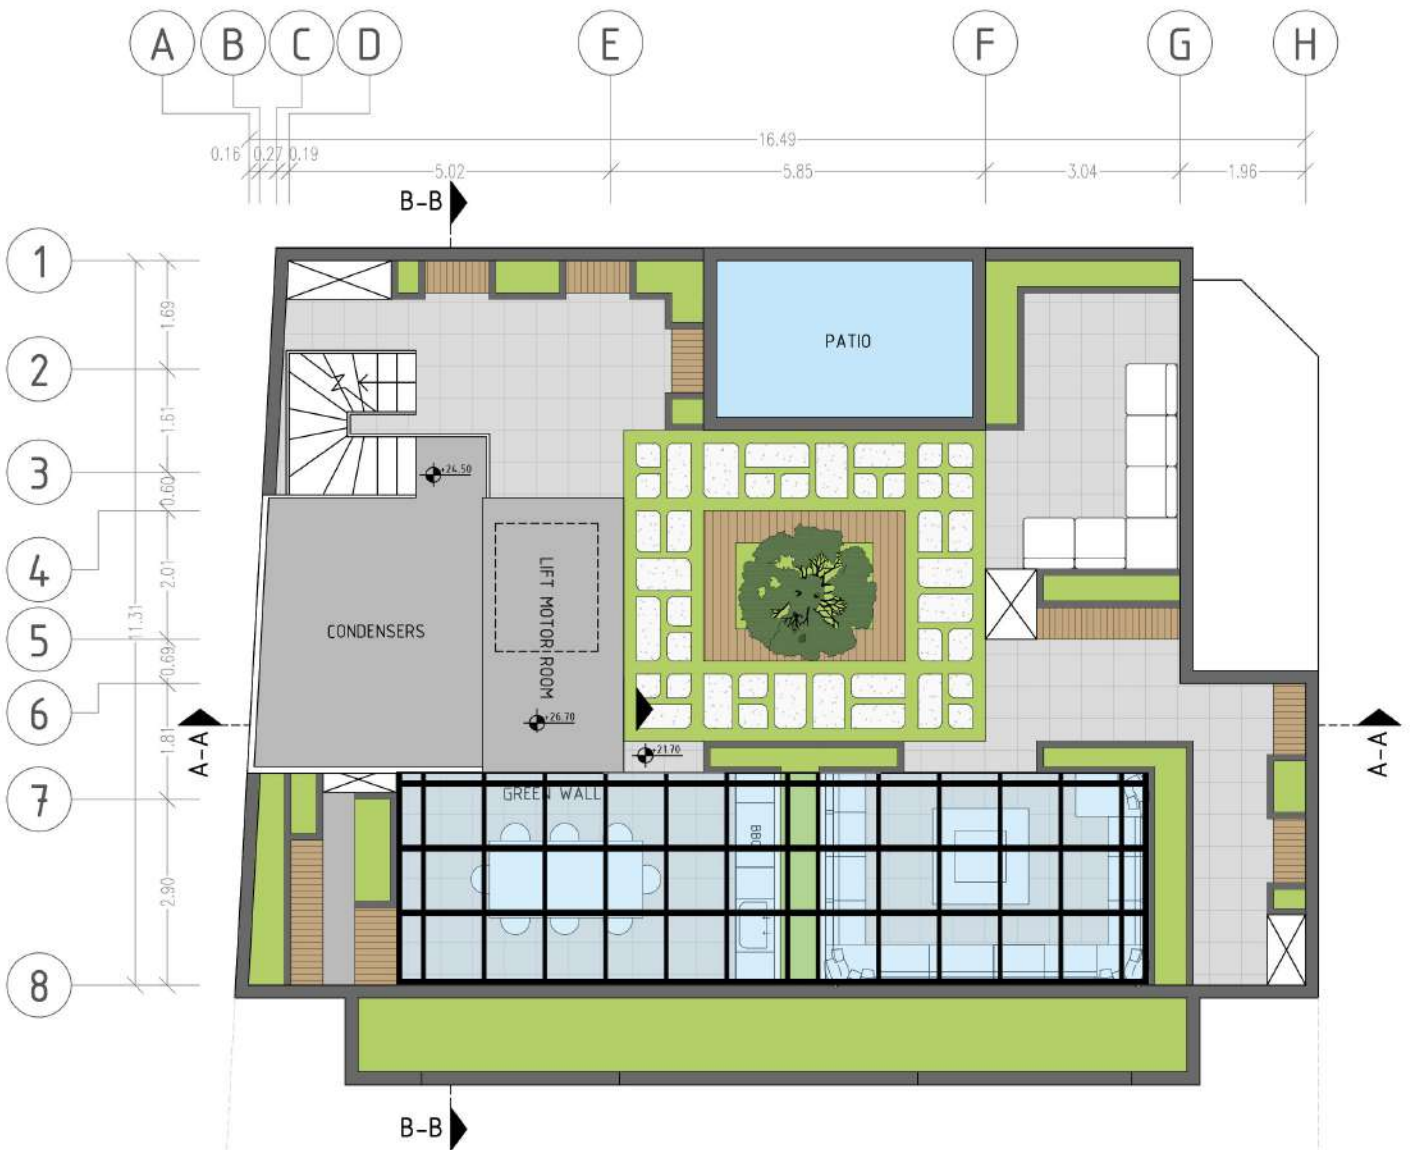 A B C D E F G H
16.49
0.16 0.27 0.19
5.02 5.85 3.04 1.96
B-B
1
1.69
2
PATIO
1.61
3
+24.50
0.60
4
2.01
LIFT MOTOR ROOM
11.31
5
CONDENSERS
0.69
6
+26.70
A-A
A-A
1.81
+21.70
7
GREEN WALL
BBQ
2.90
8
B-B